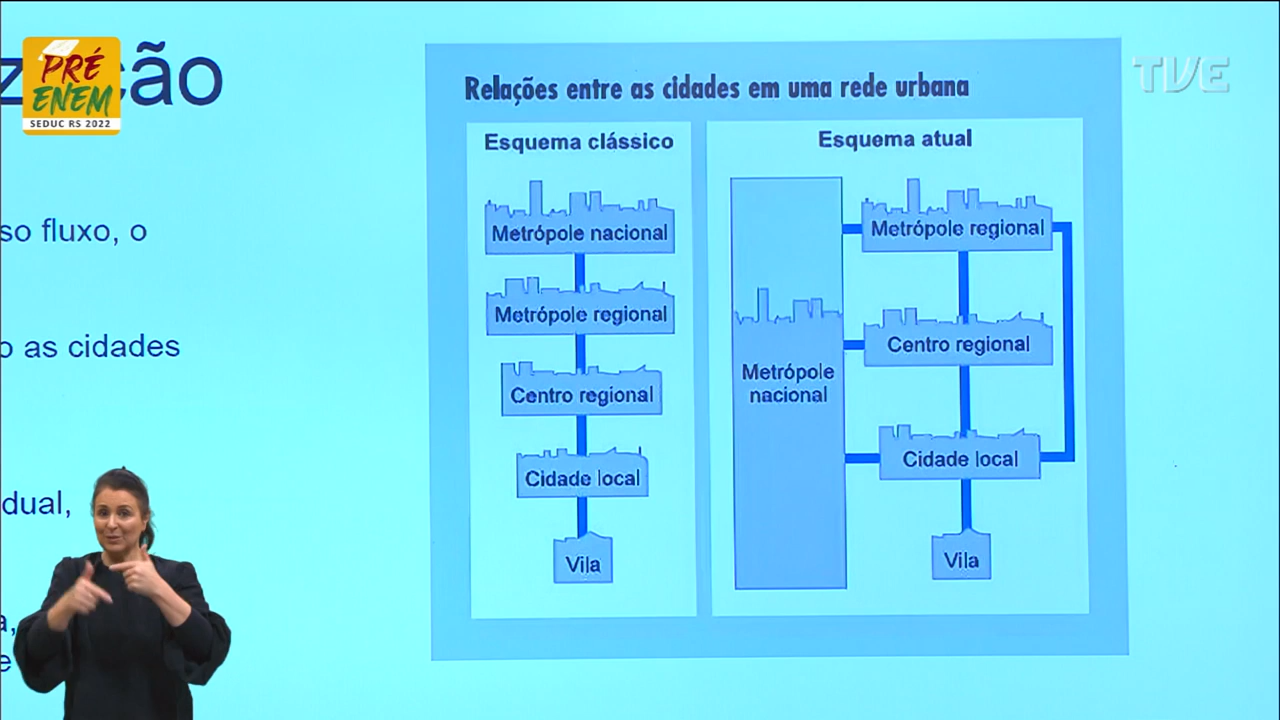 ção
PRÉ
ENEM
SEDUC RS 2022
so fluxo, o
o as cidades
dual,
a,
e
TVE
Relações entre as cidades em uma rede urbana
Esquema clássico
Metrópole nacional
Metrópole regional
Centro regional
Cidade local
Vila
Esquema atual
Metrópole
nacional
Metrópole regional
Centro regional
Cidade local
Vila